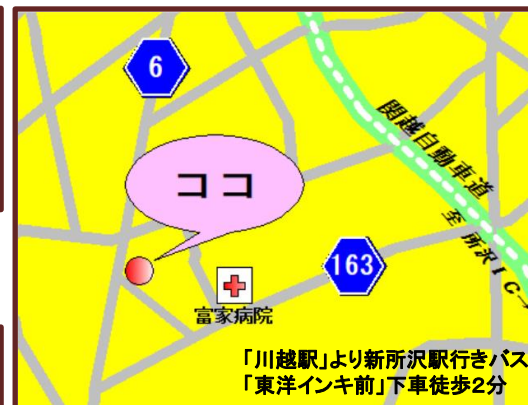 6
関越自動車道
ココ
至 所沢IC→
163
富家病院
「川越駅」より新所沢駅行きバス
「東洋インキ前」下車徒歩2分